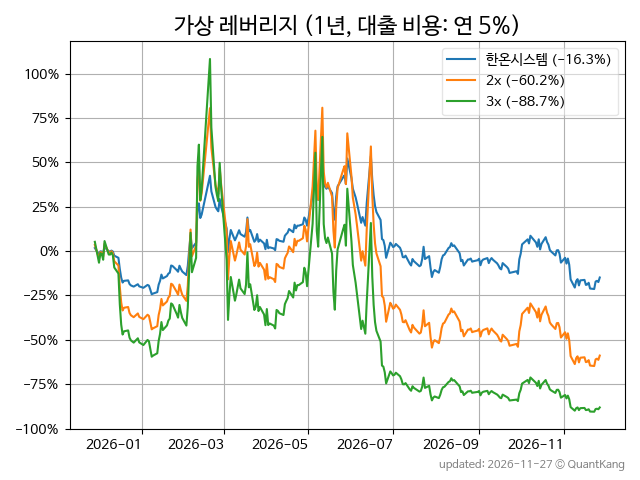 가상 레버리지 (1년, 대출 비용: 연 5%)
한온시스템 (−16.3%)
2x (−60.2%)
3x (−88.7%)
100%
75%
50%
25%
0%
−25%
−50%
−75%
−100%
2026-01 2026-03 2026-05 2026-07 2026-09 2026-11
updated: 2026-11-27 © QuantKang